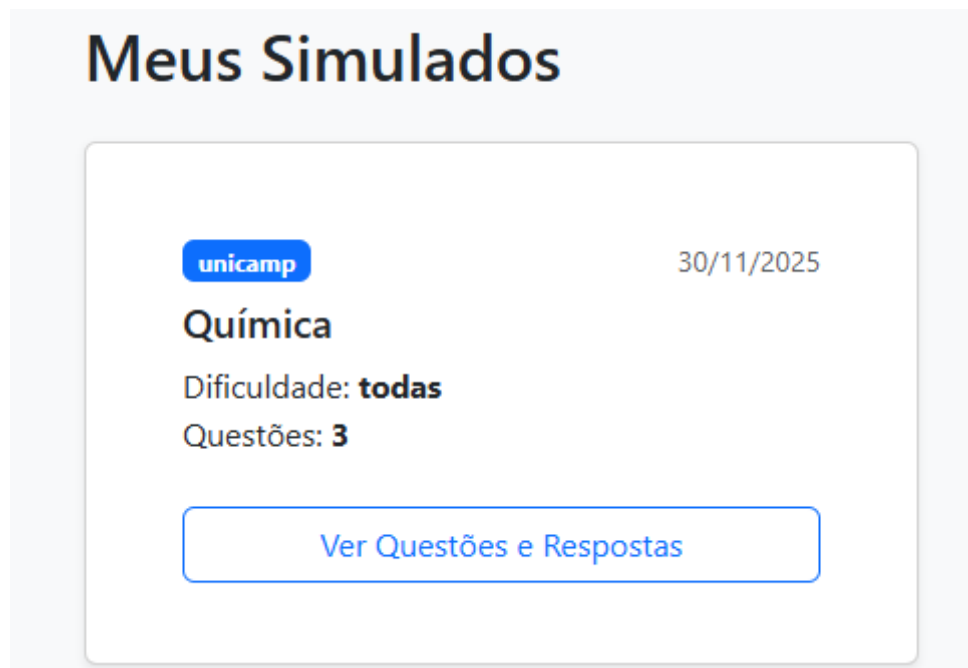 Meus Simulados
unicamp 30/11/2025
Química
Dificuldade: todas
Questões: 3
Ver Questões e Respostas